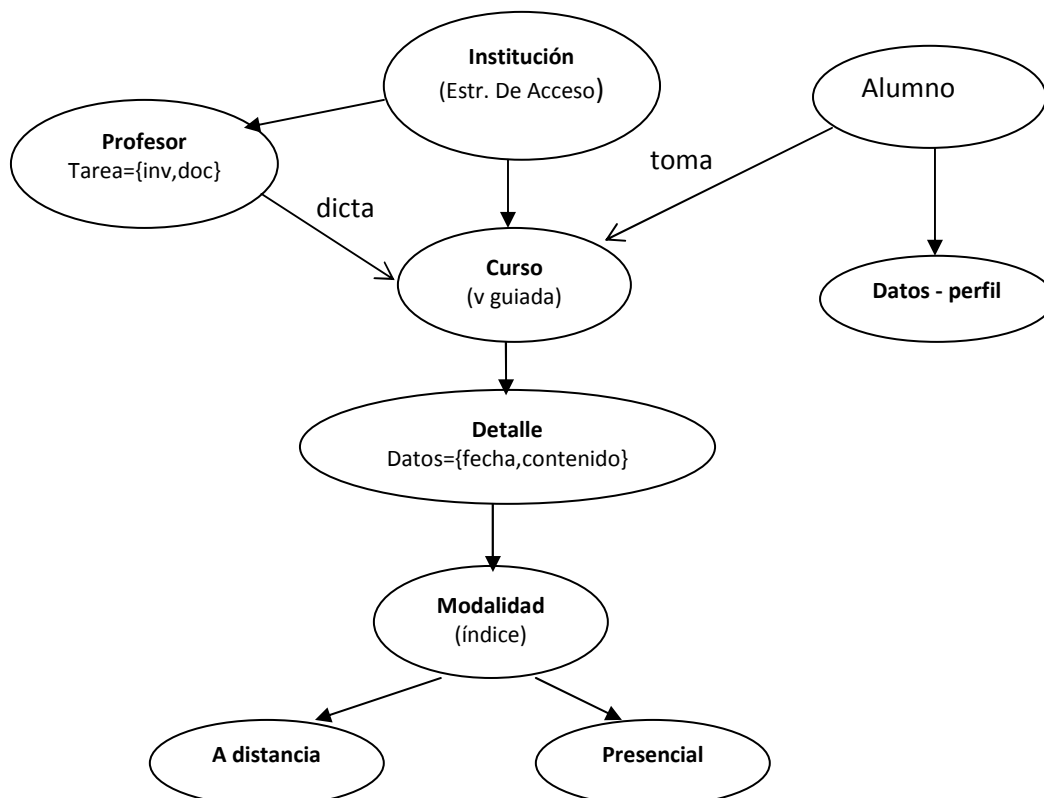 Institución
(Estr. De Acceso)
Alumno
Profesor
Tarea={inv,doc}
toma
dicta
Curso
(v guiada)
Datos - perfil
Detalle
Datos={fecha,contenido}
Modalidad
(índice)
A distancia
Presencial